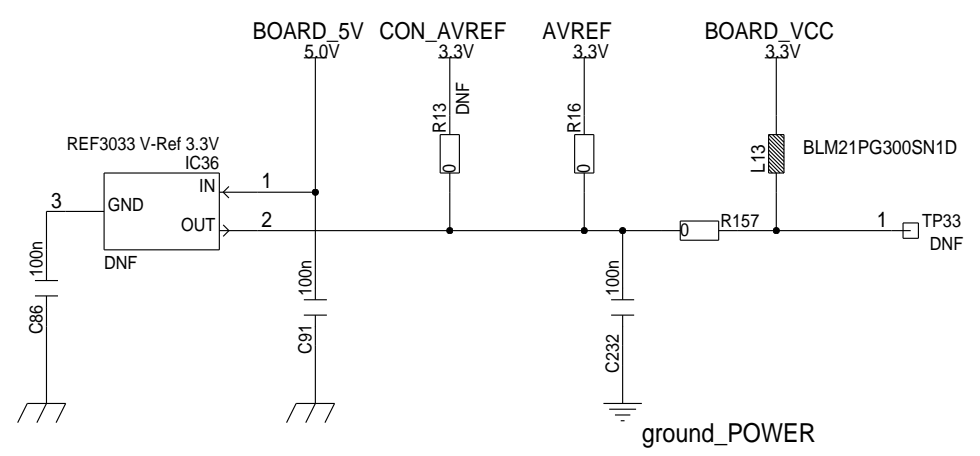 BOARD_5V CON_AVREF AVREF BOARD_VCC
5.0V 3.3V 3.3V 3.3V
R13 DNF R16
REF3033 V-Ref 3.3V
IC36
L13 BLM21PG300SN1D
0 0
IN 1
3 GND
OUT 2 0 R157 1 TP33
DNF
DNF
100n 100n 100n
C86 C91 C232
ground_POWER